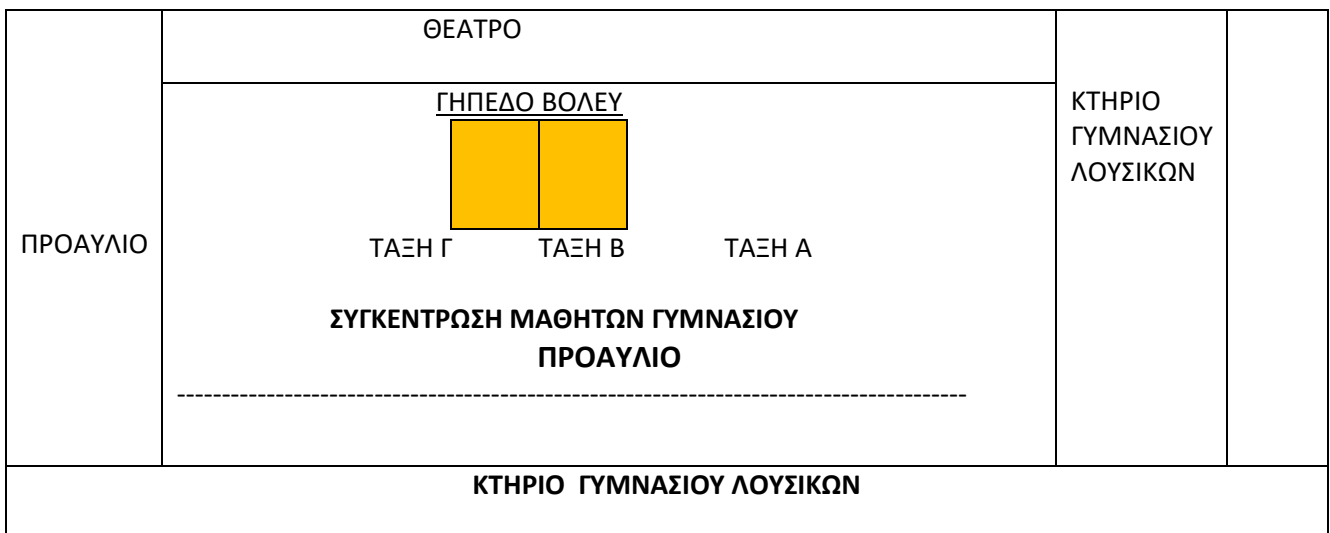 ΘΕΑΤΡΟ
ΓΗΠΕΔΟ ΒΟΛΕΥ
ΚΤΗΡΙΟ
ΓΥΜΝΑΣΙΟΥ
ΛΟΥΣΙΚΩΝ
ΠΡΟΑΥΛΙΟ
ΤΑΞΗ Γ ΤΑΞΗ Β ΤΑΞΗ Α
ΣΥΓΚΕΝΤΡΩΣΗ ΜΑΘΗΤΩΝ ΓΥΜΝΑΣΙΟΥ
ΠΡΟΑΥΛΙΟ
----------------------------------------------------------------------------------------
ΚΤΗΡΙΟ ΓΥΜΝΑΣΙΟΥ ΛΟΥΣΙΚΩΝ